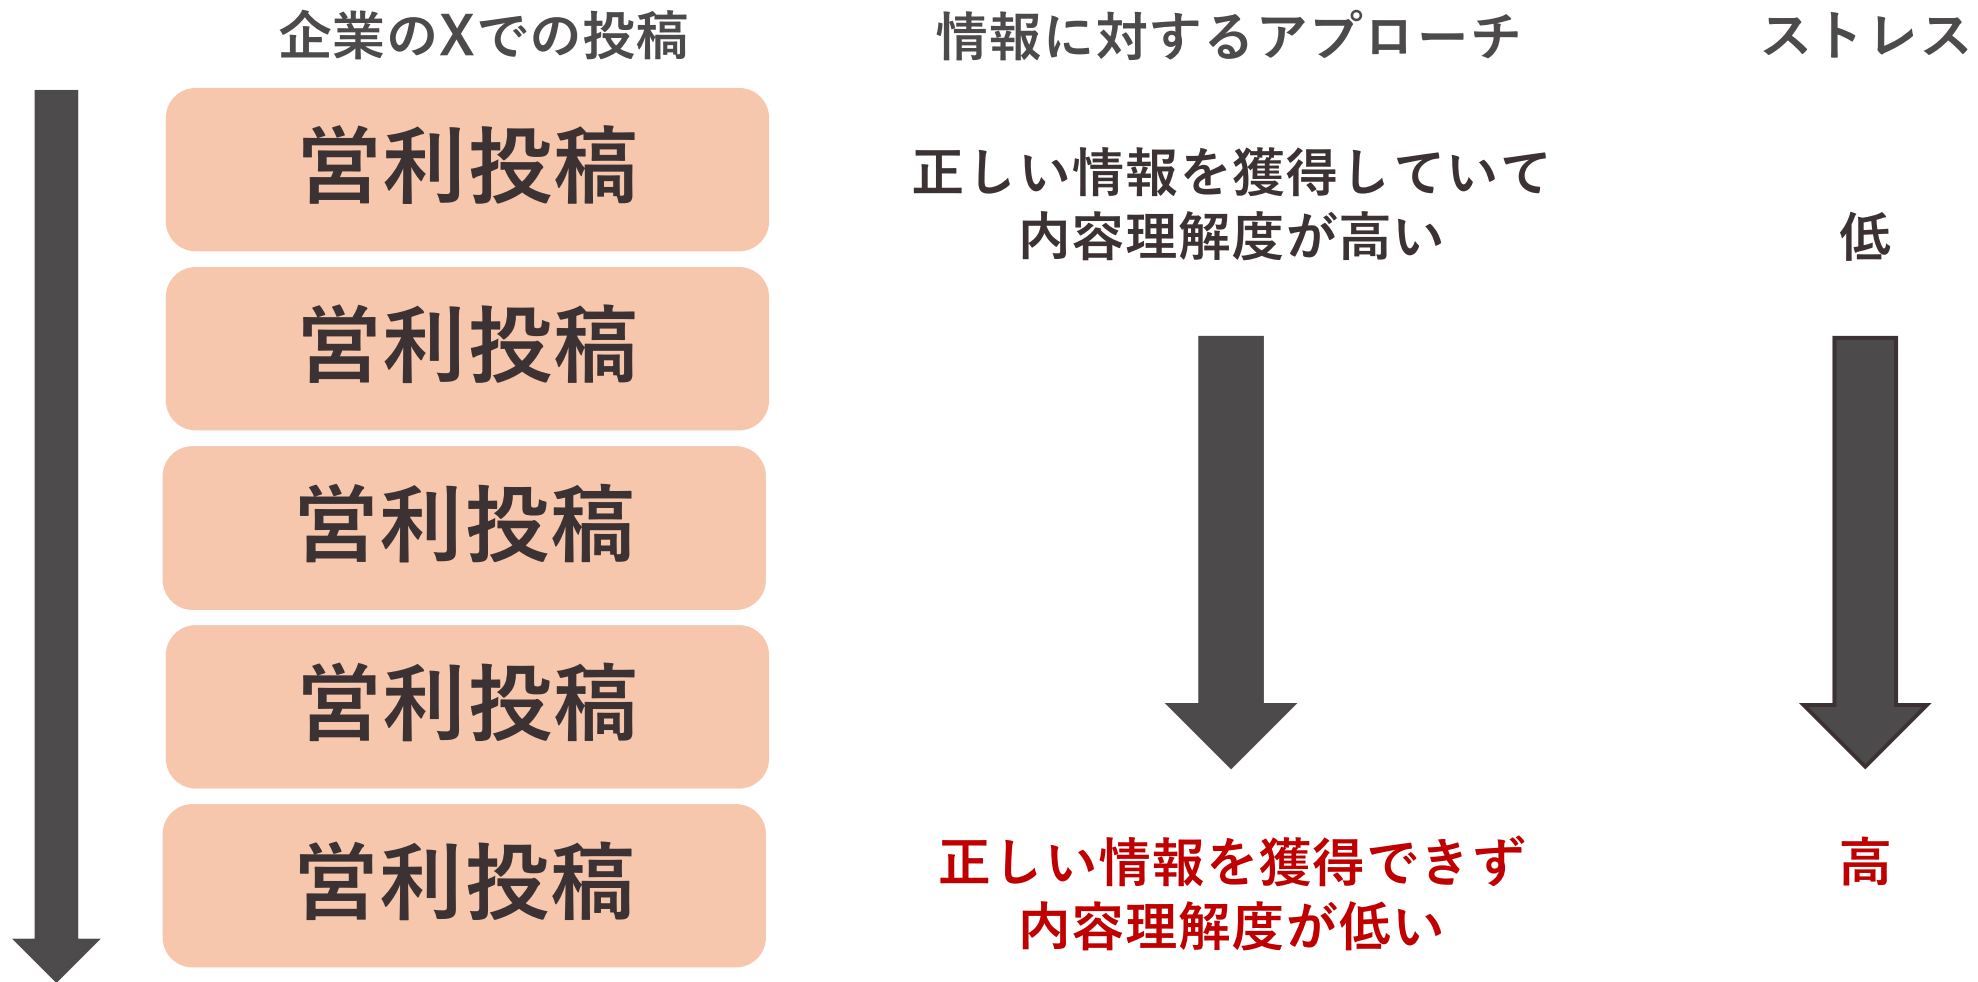 企業のXでの投稿
情報に対するアプローチ
ストレス
営利投稿
営利投稿
営利投稿
営利投稿
営利投稿
正しい情報を獲得していて
内容理解度が高い
正しい情報を獲得できず
内容理解度が低い
低
高